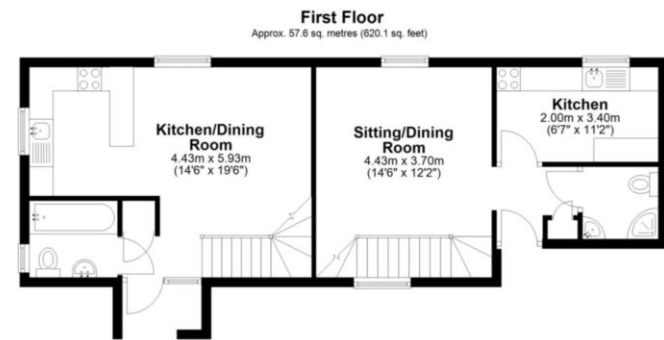 First Floor
Approx. 57.6 sq. metres (620.1 sq. feet)
Kitchen/Dining
Room
4.43m x 5.93m
(14'6" x 19'6")
Sitting/Dining
Room
4.43m x 3.70m
(14'6" x 12'2")
Kitchen
2.00m x 3.40m
(6'7" x 11'2")